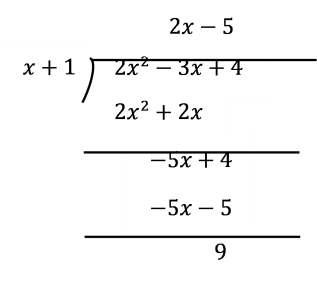 2x − 5
x + 1 ) 2x² − 3x + 4
2x² + 2x
−5x + 4
−5x − 5
9